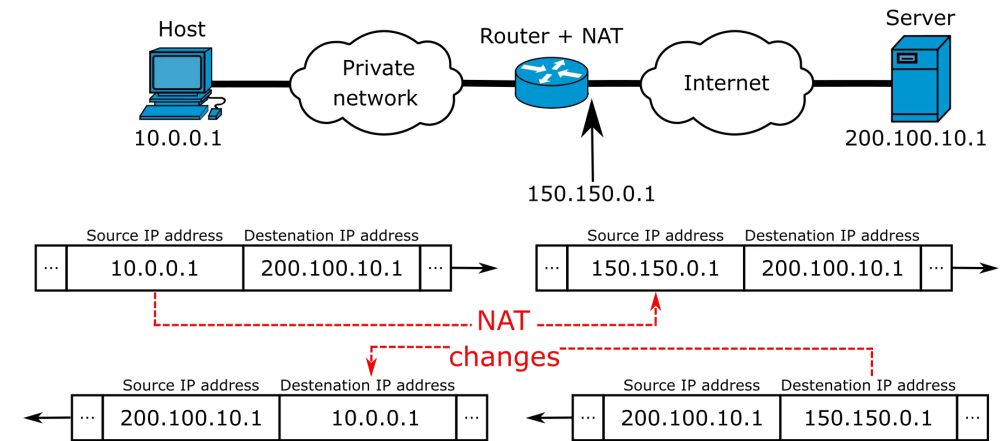 Host
Router + NAT
Server
Private
network
Internet
10.0.0.1
200.100.10.1
150.150.0.1
Source IP address Destenation IP address
... 10.0.0.1 200.100.10.1 ...
Source IP address Destenation IP address
... 150.150.0.1 200.100.10.1 ...
NAT
changes
Source IP address Destenation IP address
... 200.100.10.1 10.0.0.1 ...
Source IP address Destenation IP address
... 200.100.10.1 150.150.0.1 ...